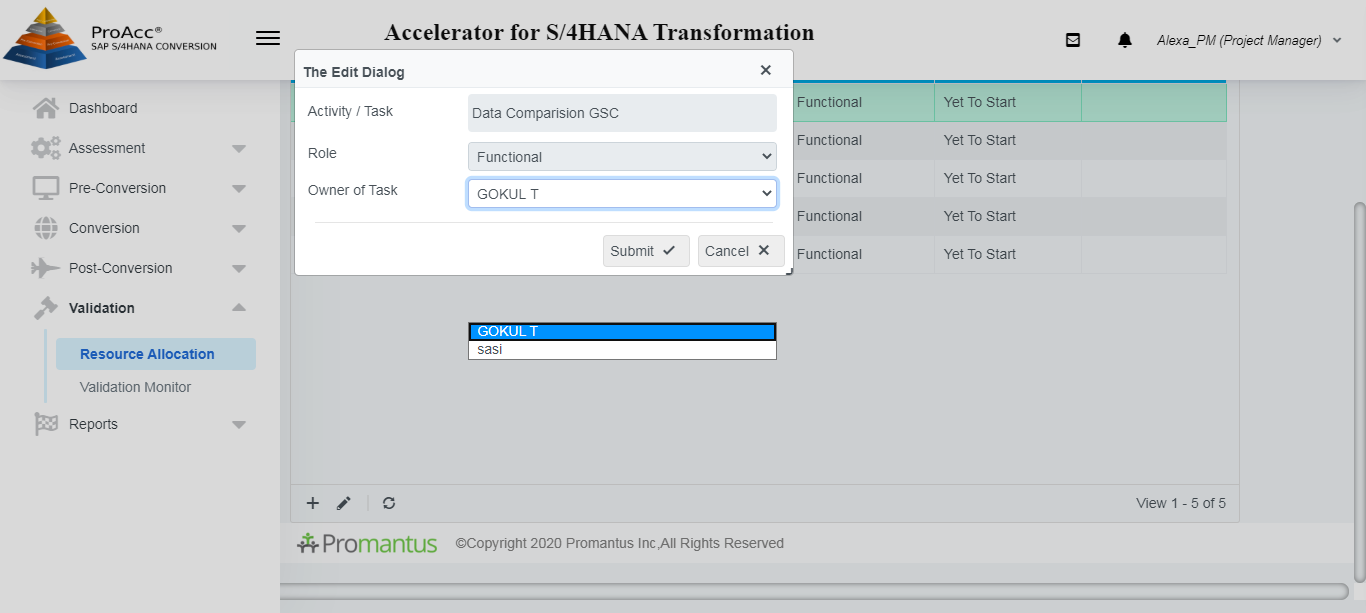 ProAcc®
SAP S/4HANA CONVERSION
Accelerator for S/4HANA Transformation
Alexa_PM (Project Manager)
Dashboard
Assessment
Pre-Conversion
Conversion
Post-Conversion
Validation
Resource Allocation
Validation Monitor
Reports
The Edit Dialog
Activity / Task
Data Comparision GSC
Role
Functional
Owner of Task
GOKUL T
Submit
Cancel
GOKUL T
sasi
Functional Yet To Start
Functional Yet To Start
Functional Yet To Start
Functional Yet To Start
Functional Yet To Start
View 1 - 5 of 5
Promantus
©Copyright 2020 Promantus Inc,All Rights Reserved